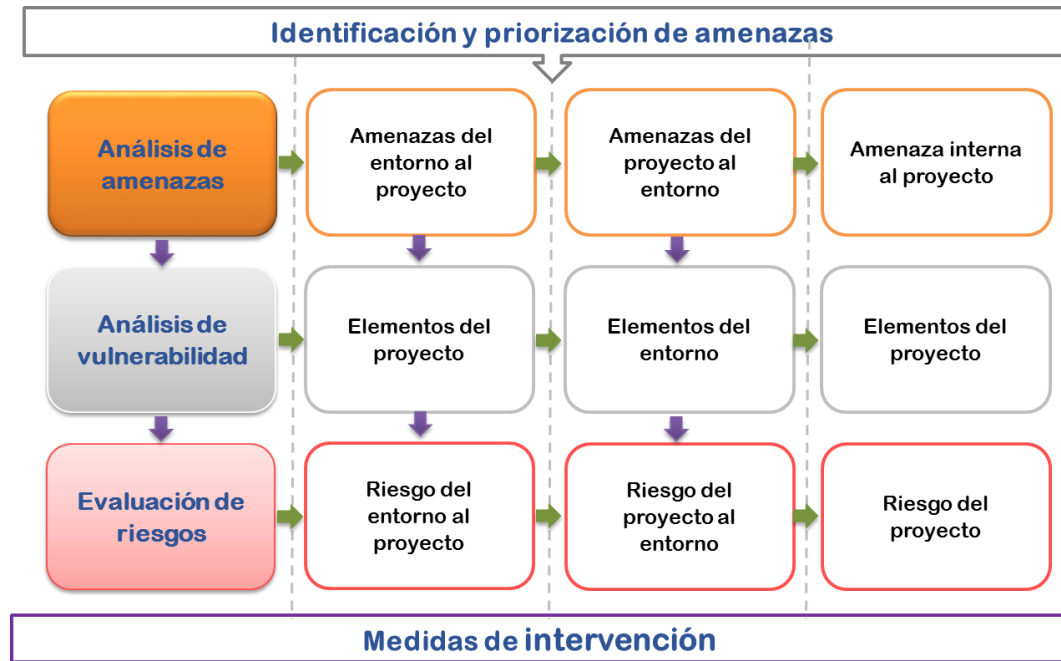 Identificación y priorización de amenazas
Análisis de
amenazas
Amenazas del
entorno al
proyecto
Amenazas del
proyecto al
entorno
Amenaza interna
al proyecto
Análisis de
vulnerabilidad
Elementos del
proyecto
Elementos del
entorno
Elementos del
proyecto
Evaluación de
riesgos
Riesgo del
entorno al
proyecto
Riesgo del
proyecto al
entorno
Riesgo del
proyecto
Medidas de intervención